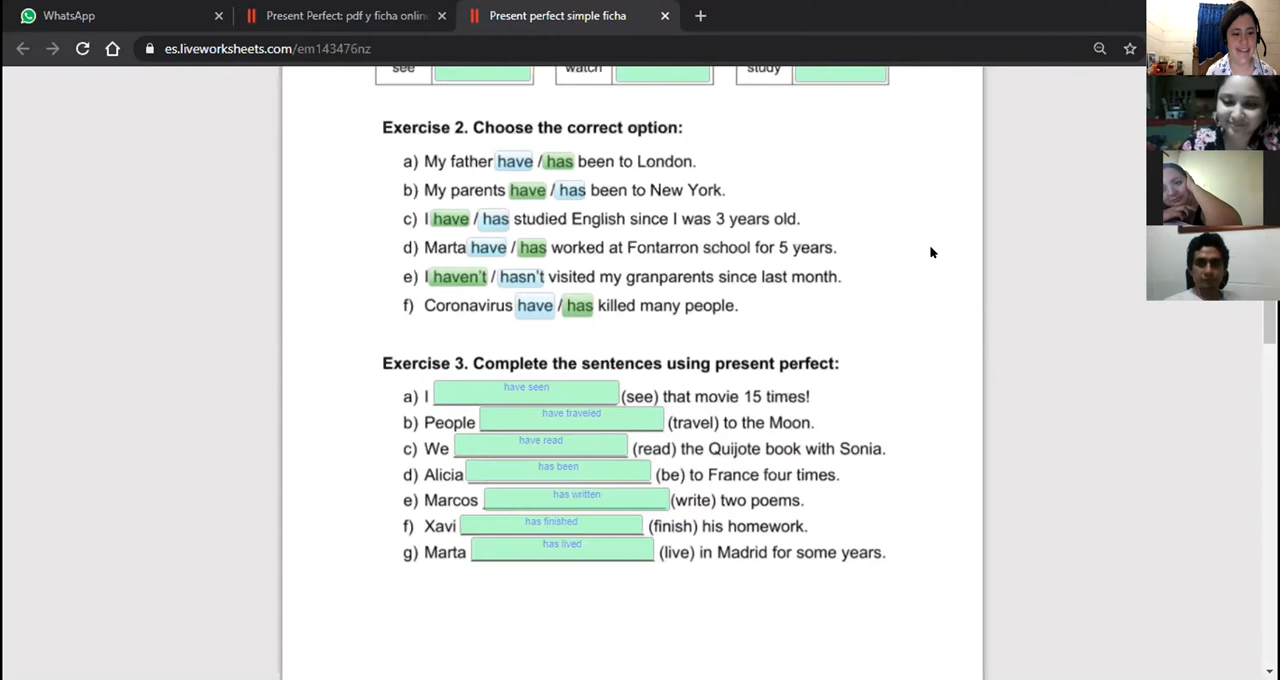 WhatsApp
Present Perfect: pdf y ficha online
Present perfect simple ficha
es.liveworksheets.com/em143476nz
see watch study
Exercise 2. Choose the correct option:
a) My father have / has been to London.
b) My parents have / has been to New York.
c) I have / has studied English since I was 3 years old.
d) Marta have / has worked at Fontarron school for 5 years.
e) I haven't / hasn't visited my granparents since last month.
f) Coronavirus have / has killed many people.
Exercise 3. Complete the sentences using present perfect:
a) I have seen (see) that movie 15 times!
b) People have traveled (travel) to the Moon.
c) We have read (read) the Quijote book with Sonia.
d) Alicia has been (be) to France four times.
e) Marcos has written (write) two poems.
f) Xavi has finished (finish) his homework.
g) Marta has lived (live) in Madrid for some years.